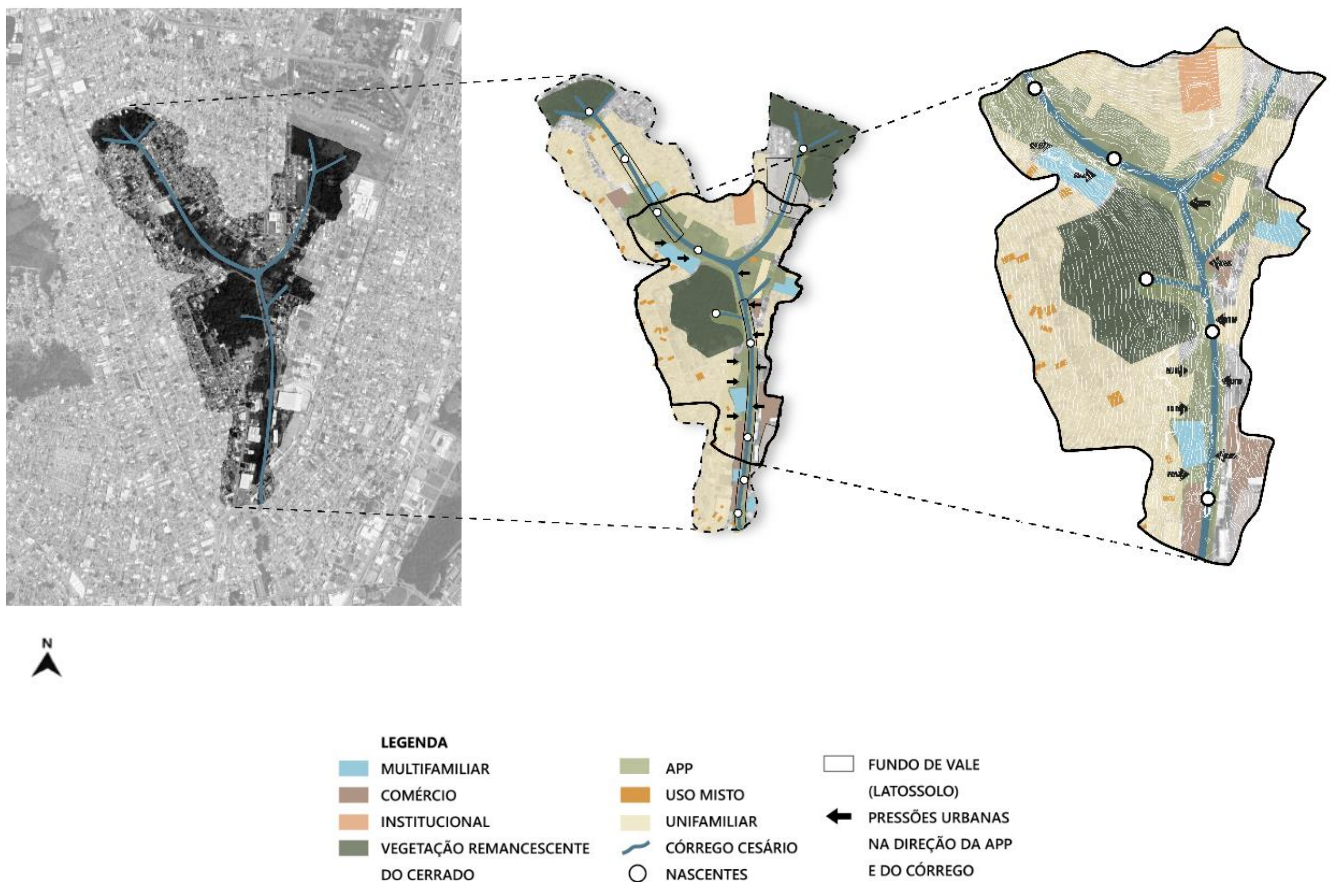 N
LEGENDA
MULTIFAMILIAR
COMÉRCIO
INSTITUCIONAL
VEGETAÇÃO REMANESCENTE
DO CERRADO
APP
USO MISTO
UNIFAMILIAR
CÓRREGO CESÁRIO
NASCENTES
FUNDO DE VALE
(LATOSSOLO)
PRESSÕES URBANAS
NA DIREÇÃO DA APP
E DO CÓRREGO